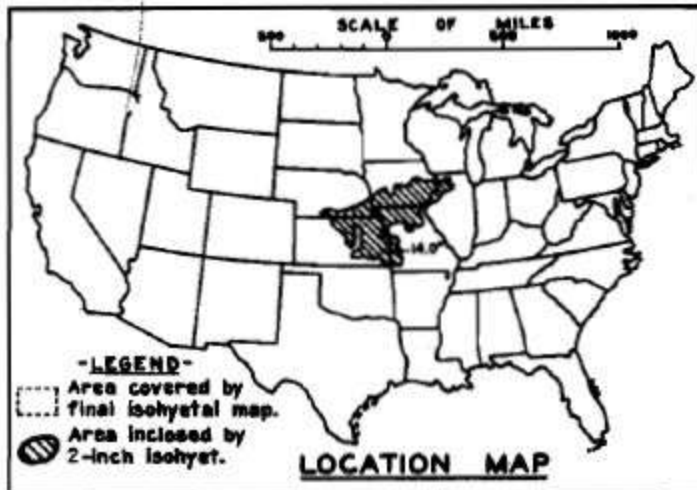 SCALE OF MILES
500 0 500 1000
14.0"
-LEGEND-
Area covered by
final isohyetal map.
Area inclosed by
2-inch isohyet.
LOCATION MAP